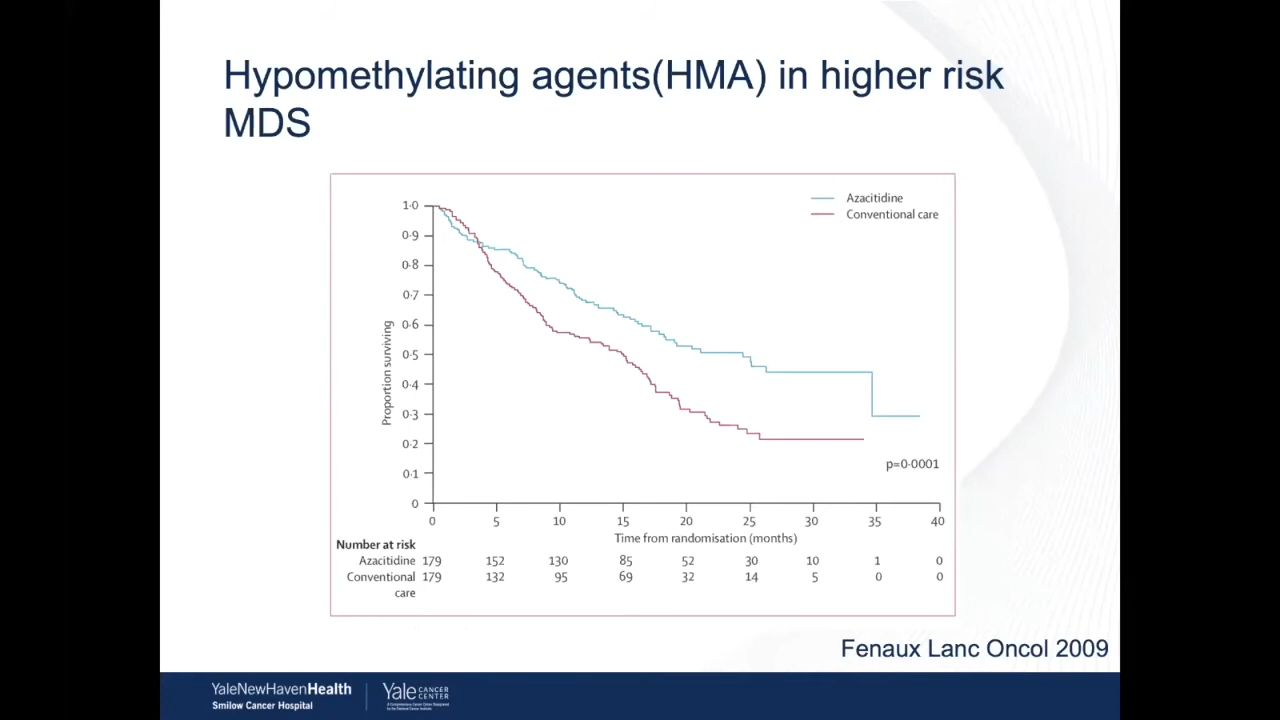 Hypomethylating agents(HMA) in higher risk
MDS
Azacitidine
Conventional care
1·0
0·9
0·8
0·7
0·6
0·5
0·4
0·3
0·2
0·1
0
Proportion surviving
p=0·0001
0 5 10 15 20 25 30 35 40
Time from randomisation (months)
Number at risk
Azacitidine 179 152 130 85 52 30 10 1 0
Conventional 179 132 95 69 32 14 5 0 0
care
Fenaux Lanc Oncol 2009
YaleNewHavenHealth
Smilow Cancer Hospital
Yale CANCER
CENTER